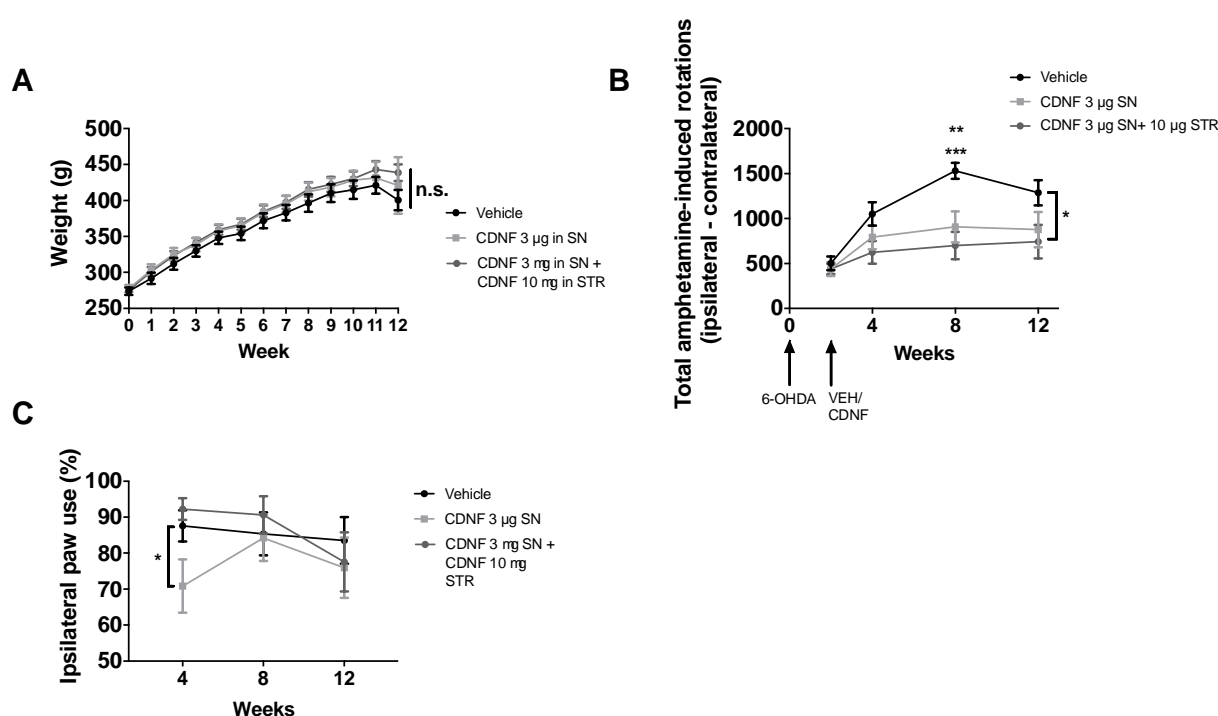 A
500
450
400
350
300
250
Weight (g)
0 1 2 3 4 5 6 7 8 9 10 11 12
Week
n.s.
Vehicle
CDNF 3 µg in SN
CDNF 3 mg in SN +
CDNF 10 mg in STR
B
Total amphetamine-induced rotations
(ipsilateral - contralateral)
2000
1500
1000
500
0
**
***
*
0 4 8 12
Weeks
6-OHDA
VEH/
CDNF
Vehicle
CDNF 3 µg SN
CDNF 3 µg SN+ 10 µg STR
C
Ipsilateral paw use (%)
100
90
80
70
60
50
*
4 8 12
Weeks
Vehicle
CDNF 3 µg SN
CDNF 3 mg SN +
CDNF 10 mg
STR